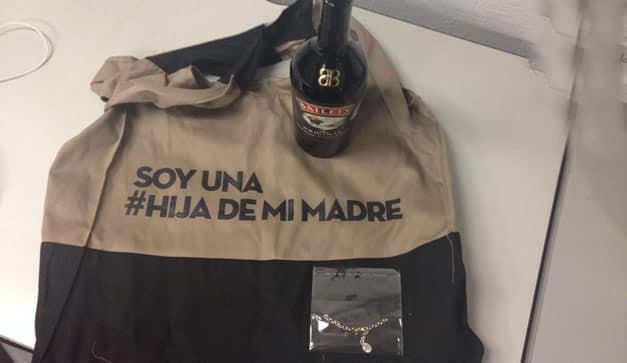 BAILEYS
SOY UNA
#HIJA DE MI MADRE